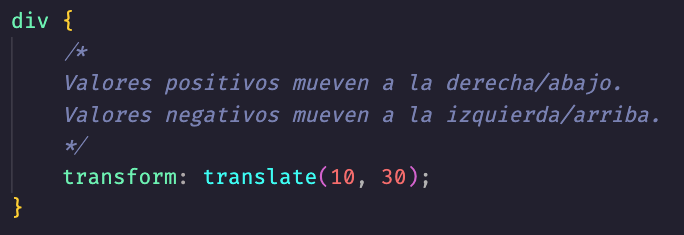 div {
/*
Valores positivos mueven a la derecha/abajo.
Valores negativos mueven a la izquierda/arriba.
*/
transform: translate(10, 30);
}